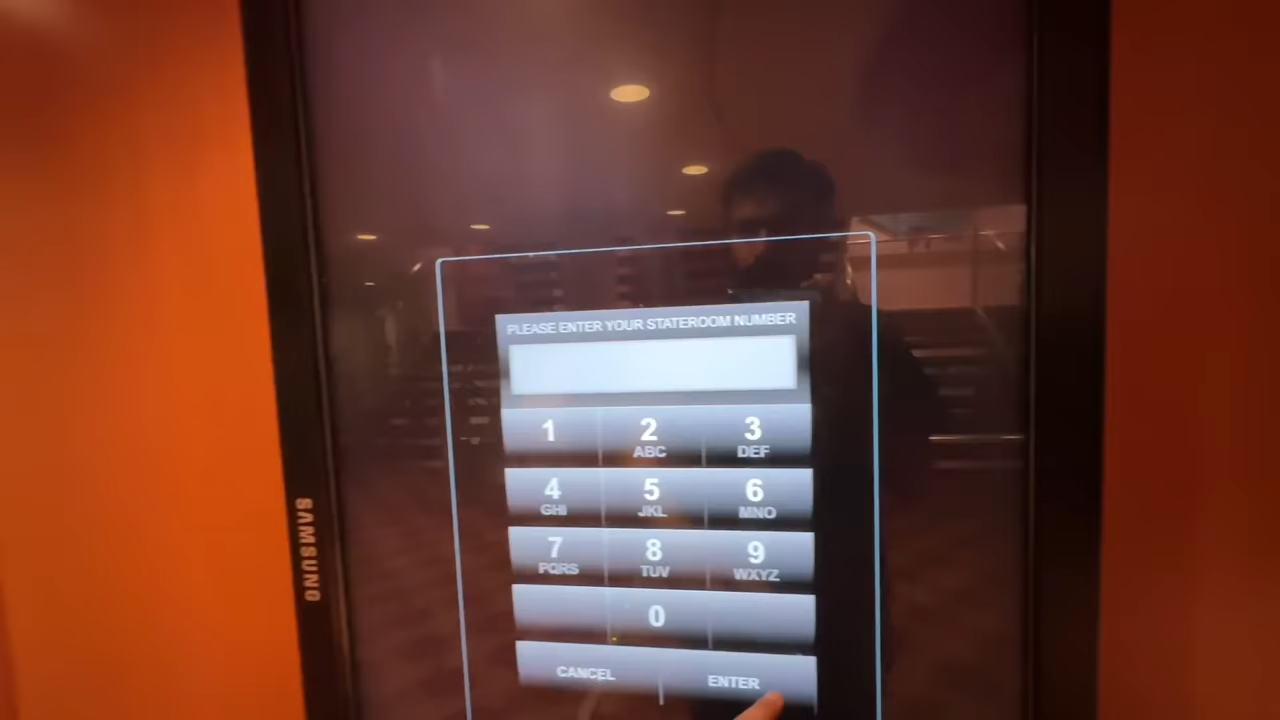 PLEASE ENTER YOUR STATEROOM NUMBER
1 2 3
ABC DEF
4 5 6
GHI JKL MNO
7 8 9
PQRS TUV WXYZ
0
CANCEL ENTER
SAMSUNG